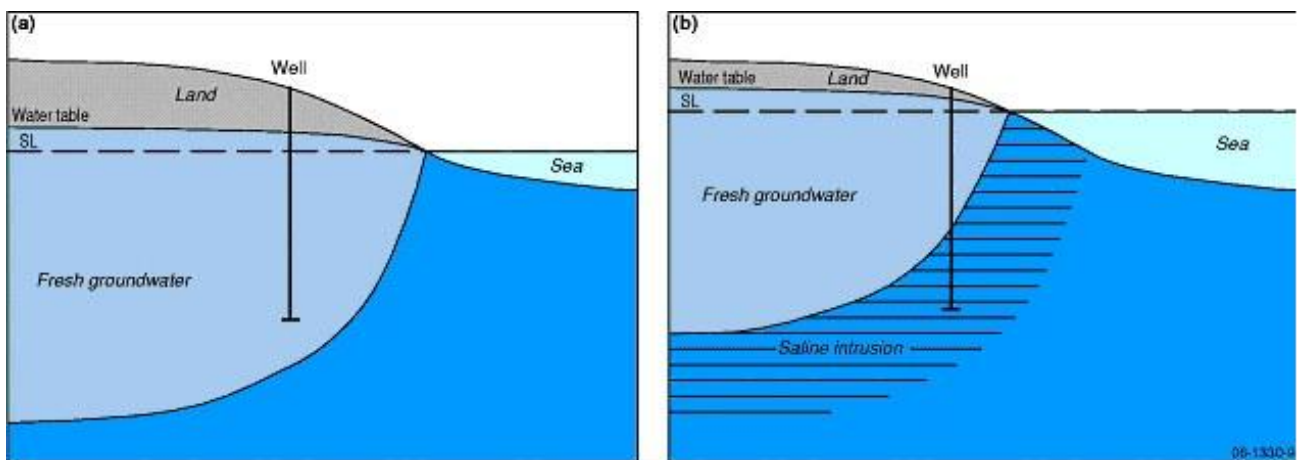 (a)
Well
Land
Water table
SL
Sea
Fresh groundwater
(b)
Well
Land
Water table
SL
Sea
Fresh groundwater
Saline intrusion
06-1330-9